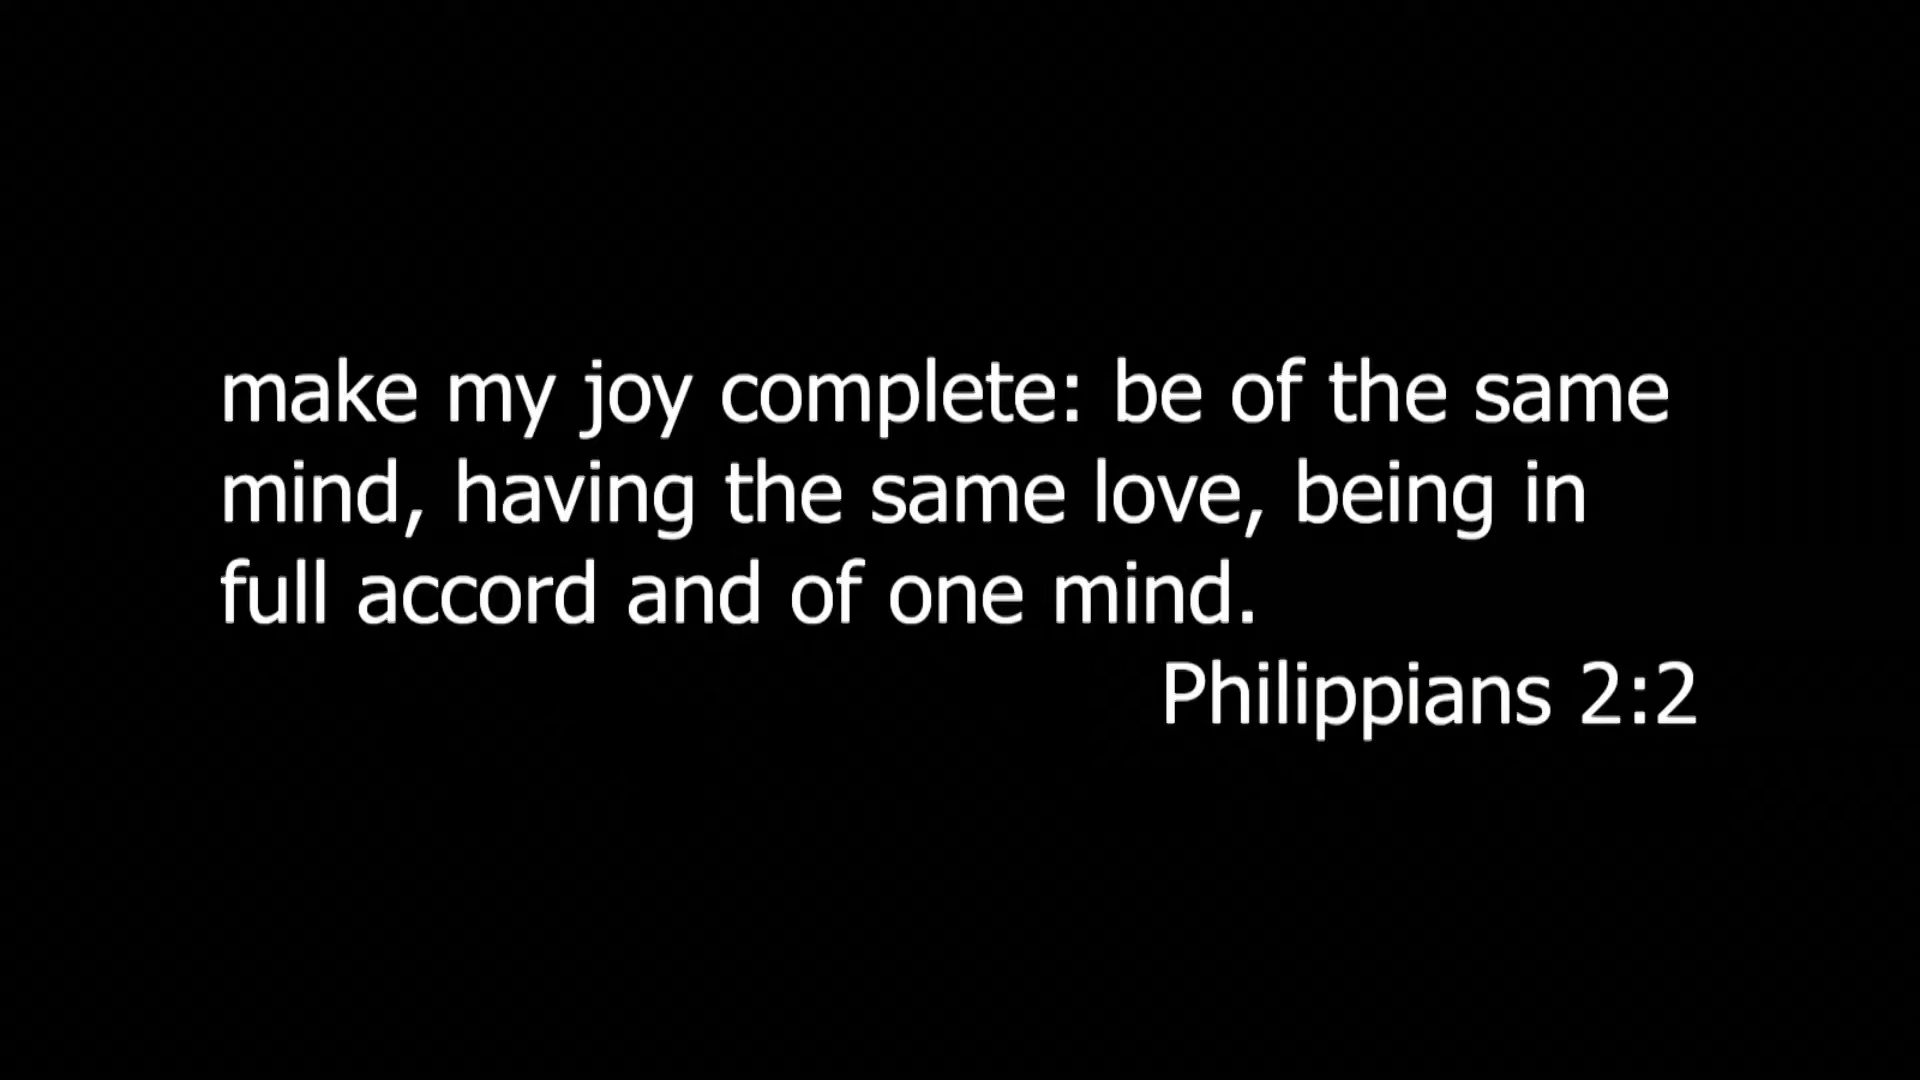 make my joy complete: be of the same
mind, having the same love, being in
full accord and of one mind.
Philippians 2:2